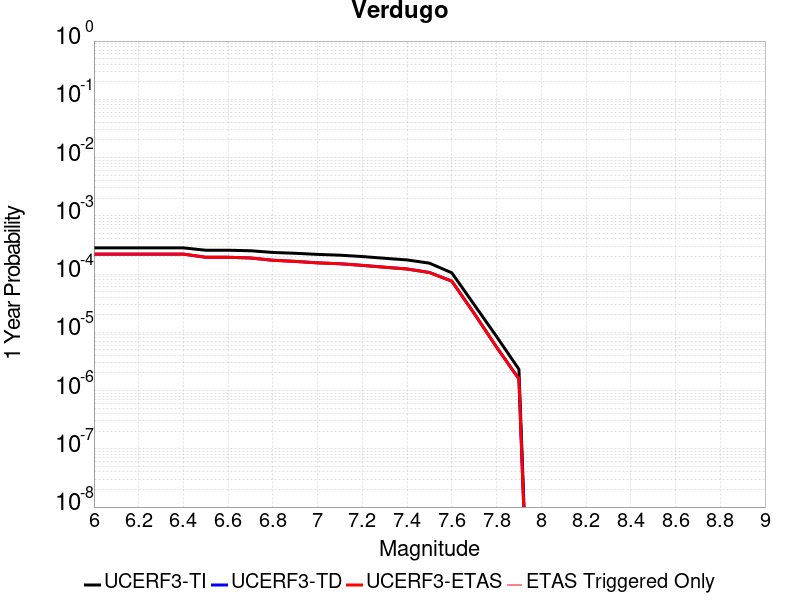 Verdugo
10^0
10^-1
10^-2
10^-3
10^-4
10^-5
10^-6
10^-7
10^-8
1 Year Probability
6 6.2 6.4 6.6 6.8 7 7.2 7.4 7.6 7.8 8 8.2 8.4 8.6 8.8 9
Magnitude
UCERF3-TI UCERF3-TD UCERF3-ETAS ETAS Triggered Only